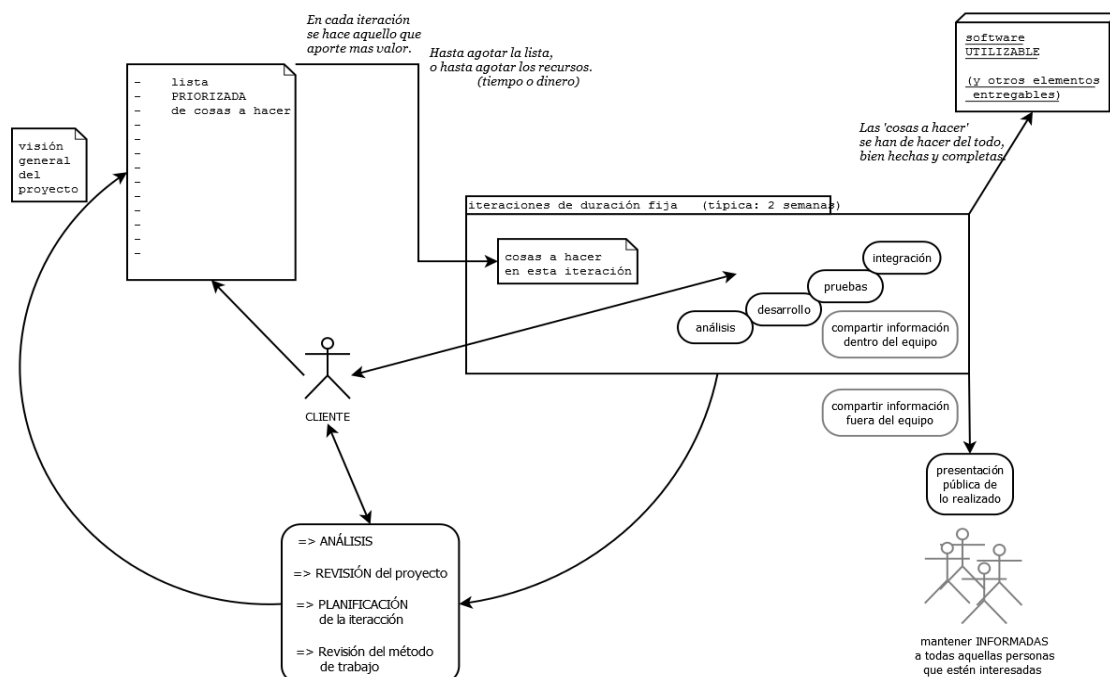 En cada iteración
se hace aquello que
aporte mas valor.
Hasta agotar la lista,
o hasta agotar los recursos.
(tiempo o dinero)
software
UTILIZABLE
(y otros elementos
entregables)
- lista
- PRIORIZADA
- de cosas a hacer
-
-
-
-
-
-
-
-
-
-
visión
general
del
proyecto
Las 'cosas a hacer'
se han de hacer del todo,
bien hechas y completas.
iteraciones de duración fija (típica: 2 semanas)
cosas a hacer
en esta iteración
integración
pruebas
desarrollo
análisis
compartir información
dentro del equipo
CLIENTE
compartir información
fuera del equipo
presentación
pública de
lo realizado
=> ANÁLISIS
=> REVISIÓN del proyecto
=> PLANIFICACIÓN
de la iteracción
=> Revisión del método
de trabajo
mantener INFORMADAS
a todas aquellas personas
que estén interesadas